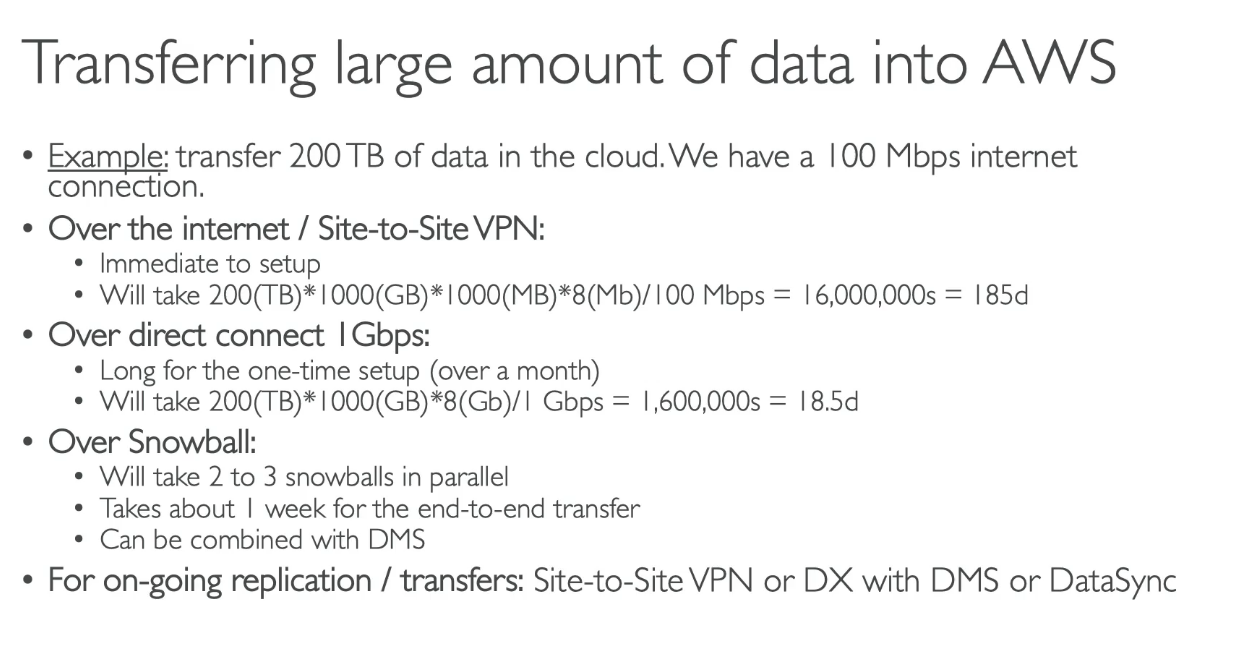 Transferring large amount of data into AWS
• Example: transfer 200 TB of data in the cloud. We have a 100 Mbps internet
connection.
• Over the internet / Site-to-Site VPN:
• Immediate to setup
• Will take 200(TB)*1000(GB)*1000(MB)*8(Mb)/100 Mbps = 16,000,000s = 185d
• Over direct connect 1Gbps:
• Long for the one-time setup (over a month)
• Will take 200(TB)*1000(GB)*8(Gb)/1 Gbps = 1,600,000s = 18.5d
• Over Snowball:
• Will take 2 to 3 snowballs in parallel
• Takes about 1 week for the end-to-end transfer
• Can be combined with DMS
• For on-going replication / transfers: Site-to-Site VPN or DX with DMS or DataSync